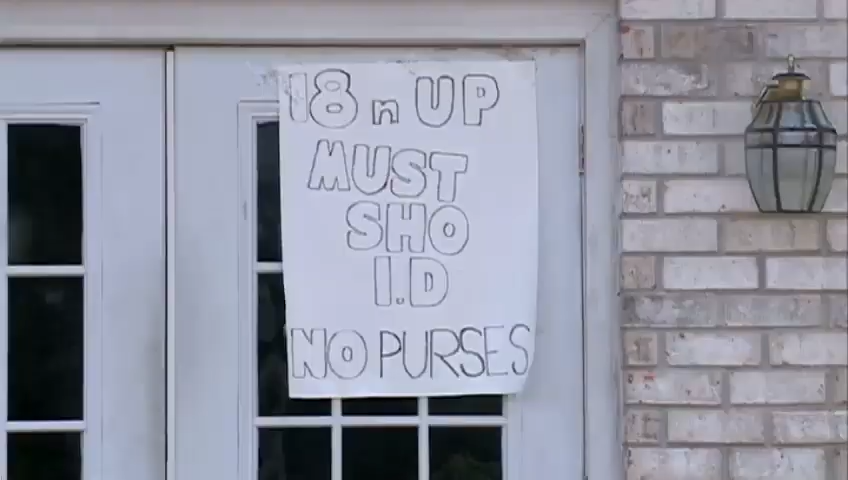 18 n UP
MUST
SHO
I.D
NO PURSES